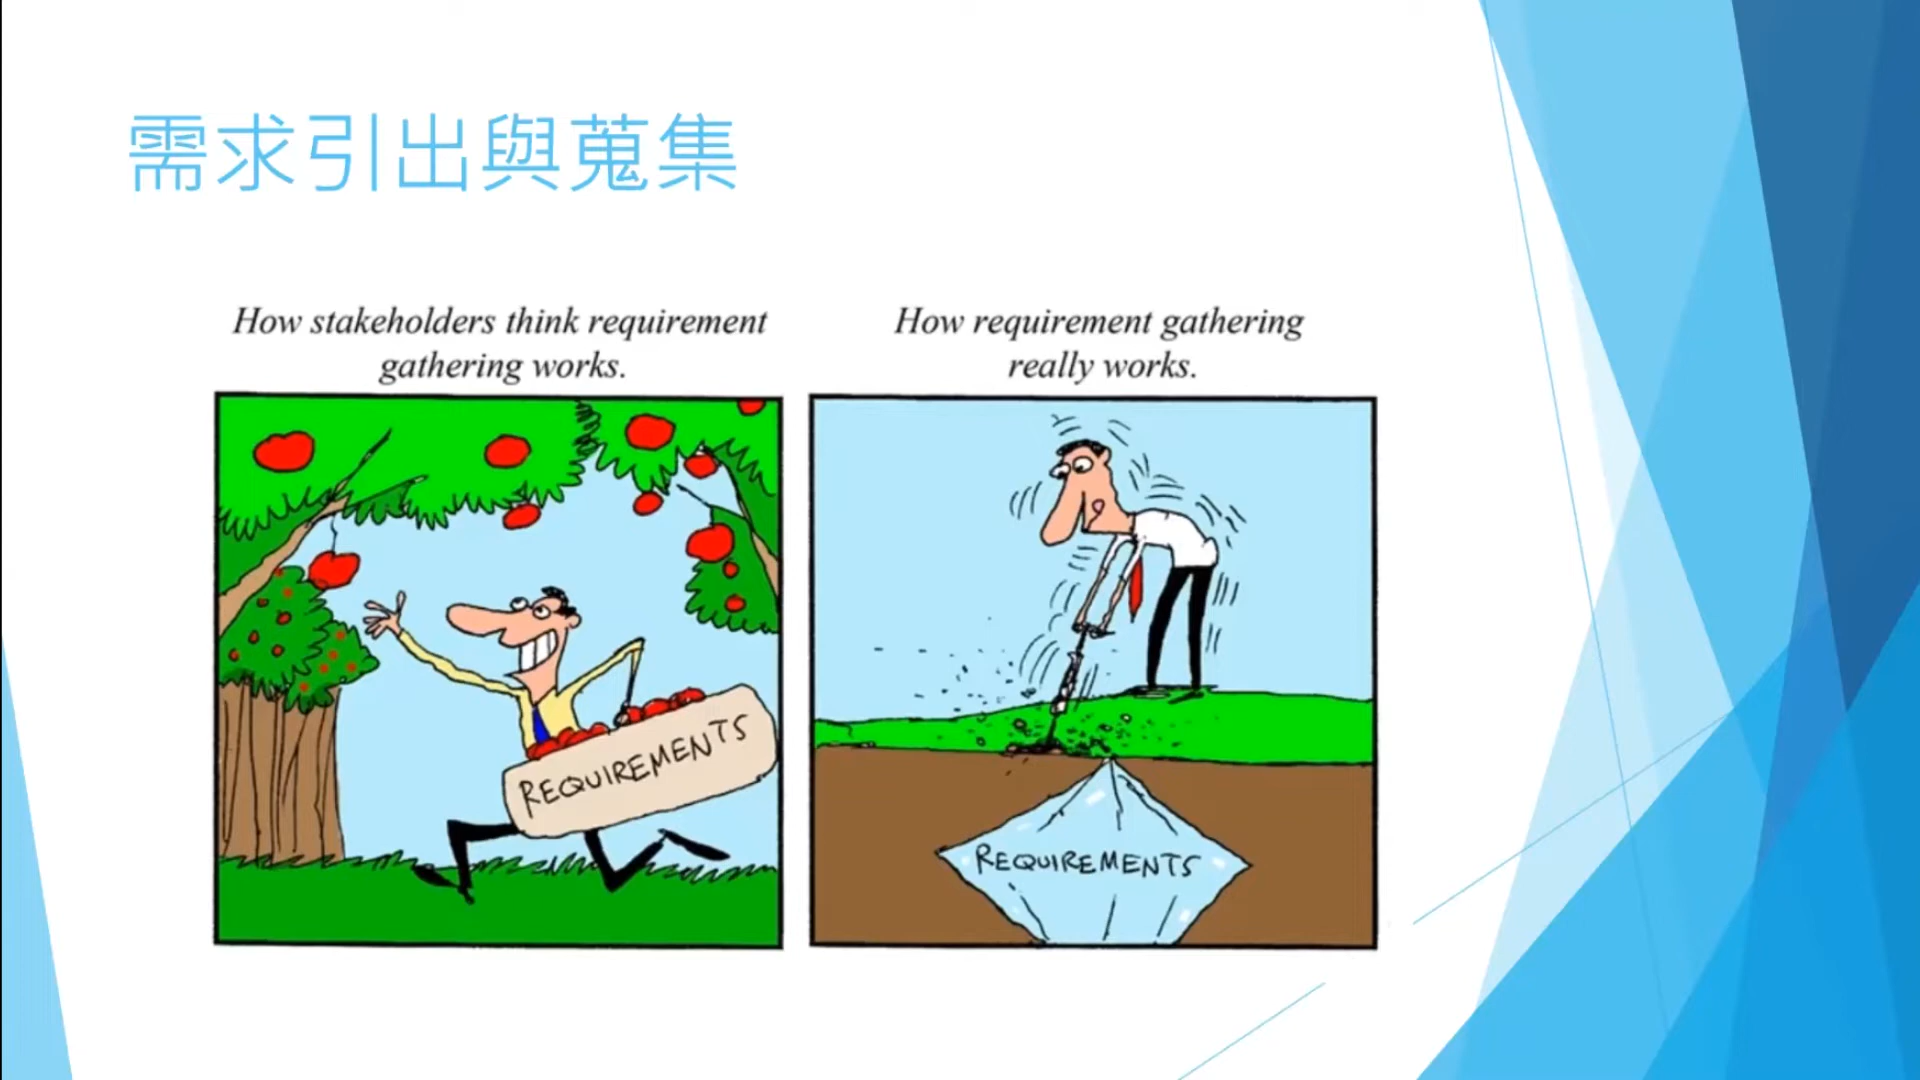 需求引出與蒐集
How stakeholders think requirement
gathering works.
How requirement gathering
really works.
REQUIREMENTS
REQUIREMENTS